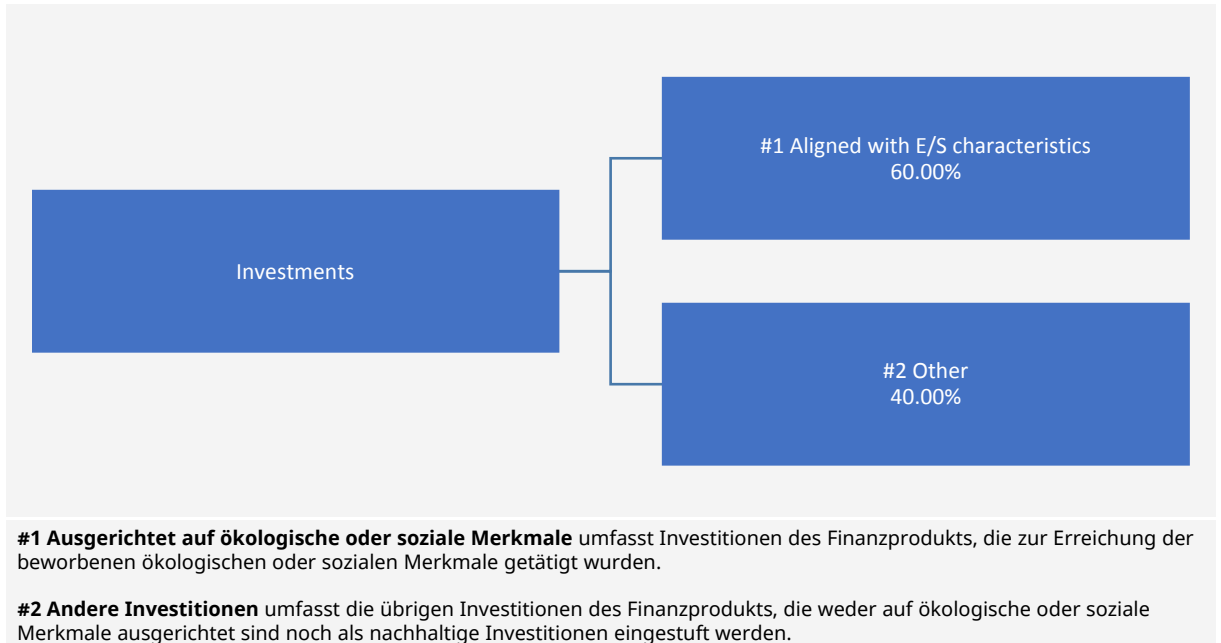 #1 Aligned with E/S characteristics
60.00%
Investments
#2 Other
40.00%
#1 Ausgerichtet auf ökologische oder soziale Merkmale umfasst Investitionen des Finanzprodukts, die zur Erreichung der
beworbenen ökologischen oder sozialen Merkmale getätigt wurden.
#2 Andere Investitionen umfasst die übrigen Investitionen des Finanzprodukts, die weder auf ökologische oder soziale
Merkmale ausgerichtet sind noch als nachhaltige Investitionen eingestuft werden.